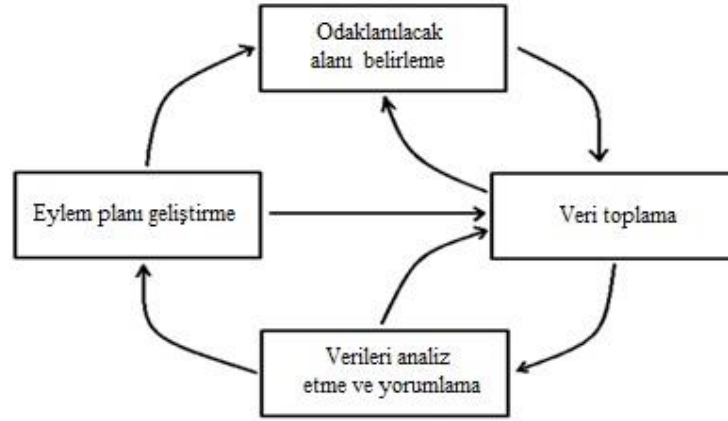 Odaklanılacak
alanı belirleme
Eylem planı geliştirme
Veri toplama
Verileri analiz
etme ve yorumlama